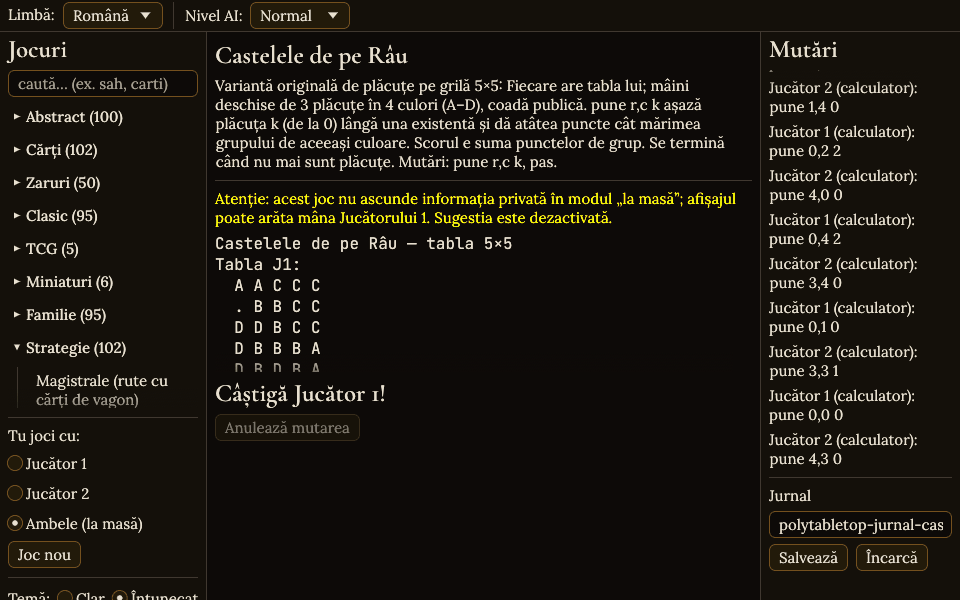 Limbă: Română ▼ Nivel AI: Normal ▼
Jocuri
caută... (ex. sah, carti)
▸ Abstract (100)
▸ Cărți (102)
▸ Zaruri (50)
▸ Clasic (95)
▸ TCG (5)
▸ Miniaturi (6)
▸ Familie (95)
▾ Strategie (102)
Magistrale (rute cu
cărți de vagon)
Tu joci cu:
Jucător 1
Jucător 2
Ambele (la masă)
Joc nou
Temă: Clar Întunecat
Castelele de pe Râu
Variantă originală de plăcuțe pe grilă 5×5: Fiecare are tabla lui; mâini
deschise de 3 plăcuțe în 4 culori (A–D), coadă publică. pune r,c k așază
plăcuța k (de la 0) lângă una existentă și dă atâtea puncte cât mărimea
grupului de aceeași culoare. Scorul e suma punctelor de grup. Se termină
când nu mai sunt plăcuțe. Mutări: pune r,c k, pas.
Atenție: acest joc nu ascunde informația privată în modul „la masă”; afișajul
poate arăta mâna Jucătorului 1. Sugestia este dezactivată.
Castelele de pe Râu — tabla 5×5
Tabla J1:
A A C C C
. B B C C
D D B C C
D B B B A
D B D B A
Câștigă Jucător 1!
Anulează mutarea
Mutări
Jucător 2 (calculator):
pune 1,4 0
Jucător 1 (calculator):
pune 0,2 2
Jucător 2 (calculator):
pune 4,0 0
Jucător 1 (calculator):
pune 0,4 2
Jucător 2 (calculator):
pune 3,4 0
Jucător 1 (calculator):
pune 0,1 0
Jucător 2 (calculator):
pune 3,3 1
Jucător 1 (calculator):
pune 0,0 0
Jucător 2 (calculator):
pune 4,3 0
Jurnal
polytabletop-jurnal-cas
Salvează Încarcă